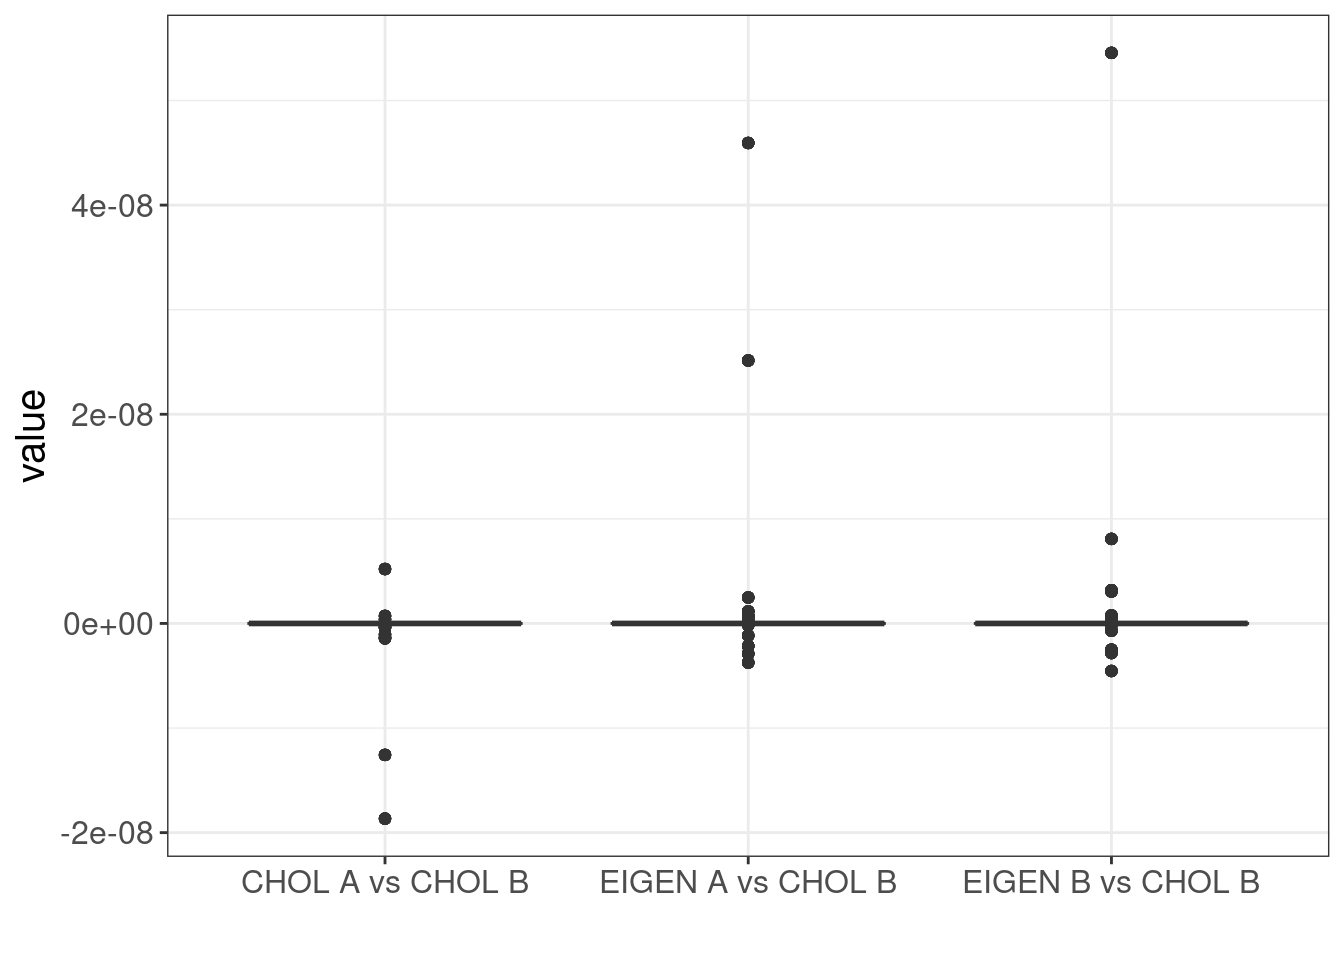 value
4e-08
2e-08
0e+00
-2e-08
CHOL A vs CHOL B
EIGEN A vs CHOL B
EIGEN B vs CHOL B